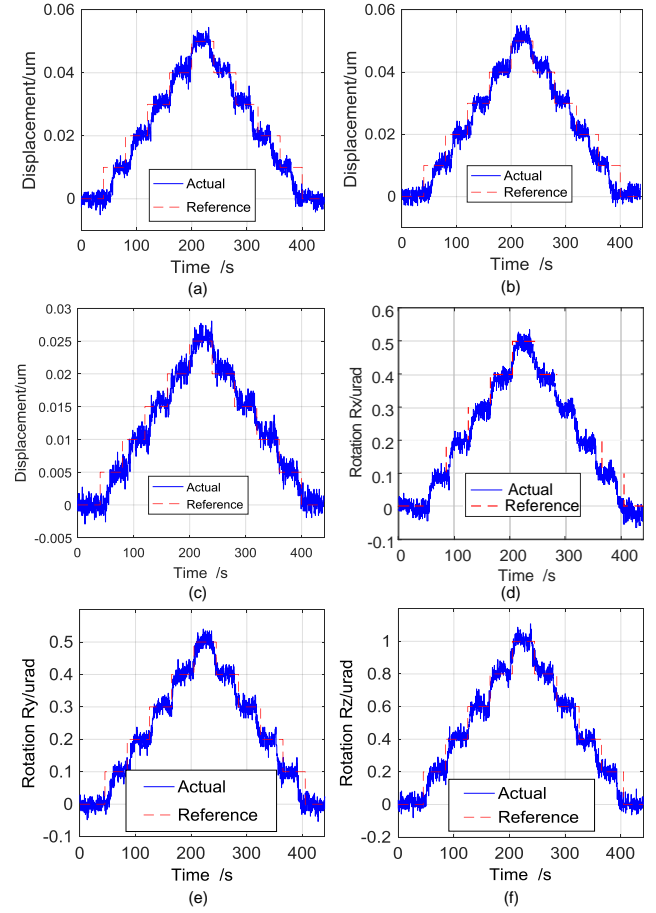 0.06
0.04
0.02
0
Displacement/um
Actual
Reference
0 100 200 300 400
Time /s
(a)
0.06
0.04
0.02
0
Displacement/um
Actual
Reference
0 100 200 300 400
Time /s
(b)
0.03
0.025
0.02
0.015
0.01
0.005
0
-0.005
Displacement/um
Actual
Reference
0 100 200 300 400
Time /s
(c)
0.6
0.5
0.4
0.3
0.2
0.1
0
-0.1
Rotation Rx/urad
Actual
Reference
0 100 200 300 400
Time /s
(d)
0.5
0.4
0.3
0.2
0.1
0
-0.1
Rotation Ry/urad
Actual
Reference
0 100 200 300 400
Time /s
(e)
1
0.8
0.6
0.4
0.2
0
-0.2
Rotation Rz/urad
Actual
Reference
0 100 200 300 400
Time /s
(f)